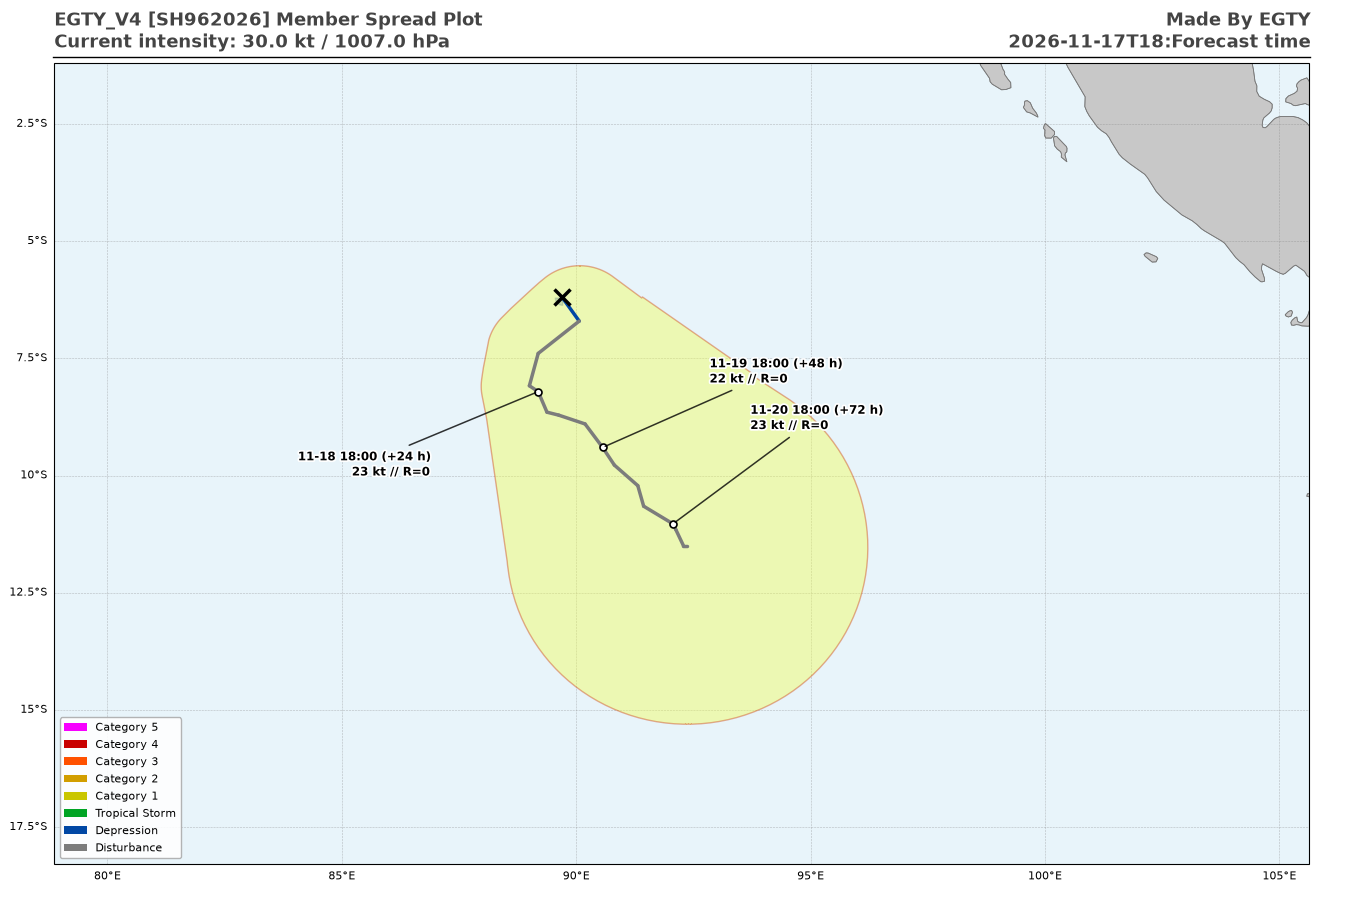 EGTY_V4 [SH962026] Member Spread Plot
Made By EGTY
Current intensity: 30.0 kt / 1007.0 hPa
2026-11-17T18:Forecast time
2.5°S
5°S
7.5°S
10°S
12.5°S
15°S
17.5°S
11-19 18:00 (+48 h)
22 kt // R=0
11-20 18:00 (+72 h)
23 kt // R=0
11-18 18:00 (+24 h)
23 kt // R=0
Category 5
Category 4
Category 3
Category 2
Category 1
Tropical Storm
Depression
Disturbance
80°E
85°E
90°E
95°E
100°E
105°E